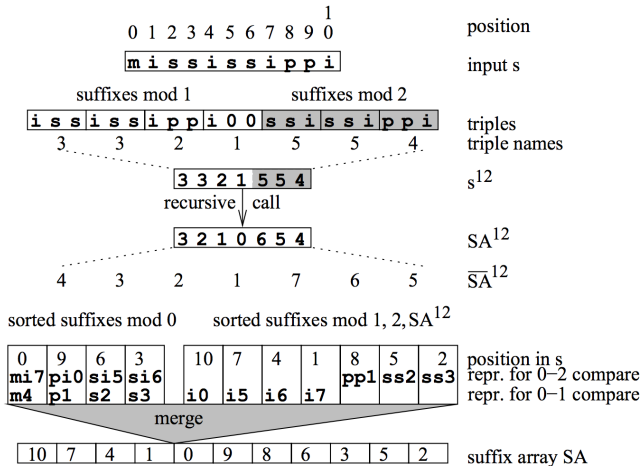 1
0 1 2 3 4 5 6 7 8 9 0 position
m i s s i s s i p p i input s
suffixes mod 1 suffixes mod 2
i s s i s s i p p i 0 0 s s i s s i p p i triples
3 3 2 1 5 5 4 triple names
3 3 2 1 5 5 4 s12
recursive call
3 2 1 0 6 5 4 SA12
4 3 2 1 7 6 5 SA12
sorted suffixes mod 0 sorted suffixes mod 1, 2, SA12
0 9 6 3 10 7 4 1 8 5 2 position in s
mi7 pi0 si5 si6 pp1 ss2 ss3 repr. for 0−2 compare
m4 p1 s2 s3 i0 i5 i6 i7 repr. for 0−1 compare
merge
10 7 4 1 0 9 8 6 3 5 2 suffix array SA